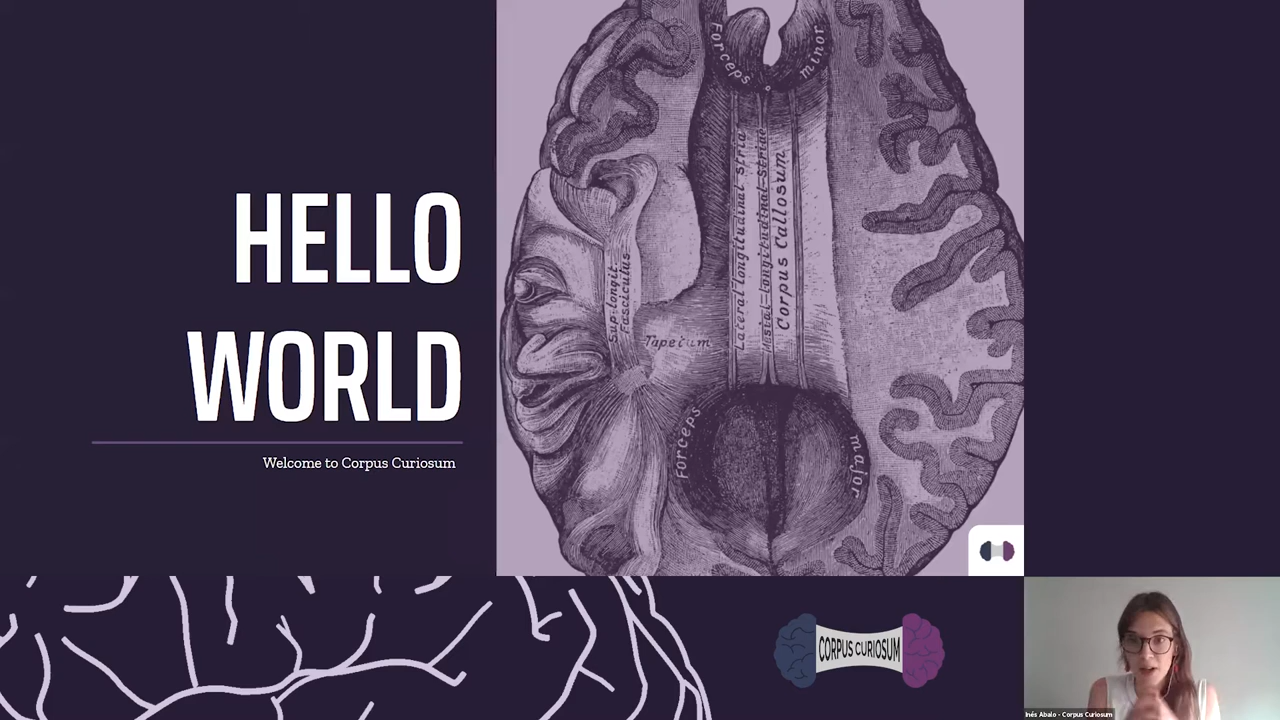 HELLO
WORLD
Welcome to Corpus Curiosum
Forceps minor
Lateral longitudinal stria
Mesial longitudinal striae
Corpus Callosum
Sup. longit.
Fasciculus
Tapetum
Forceps major
CORPUS CURIOSUM
Inés Abalo - Corpus Curiosum